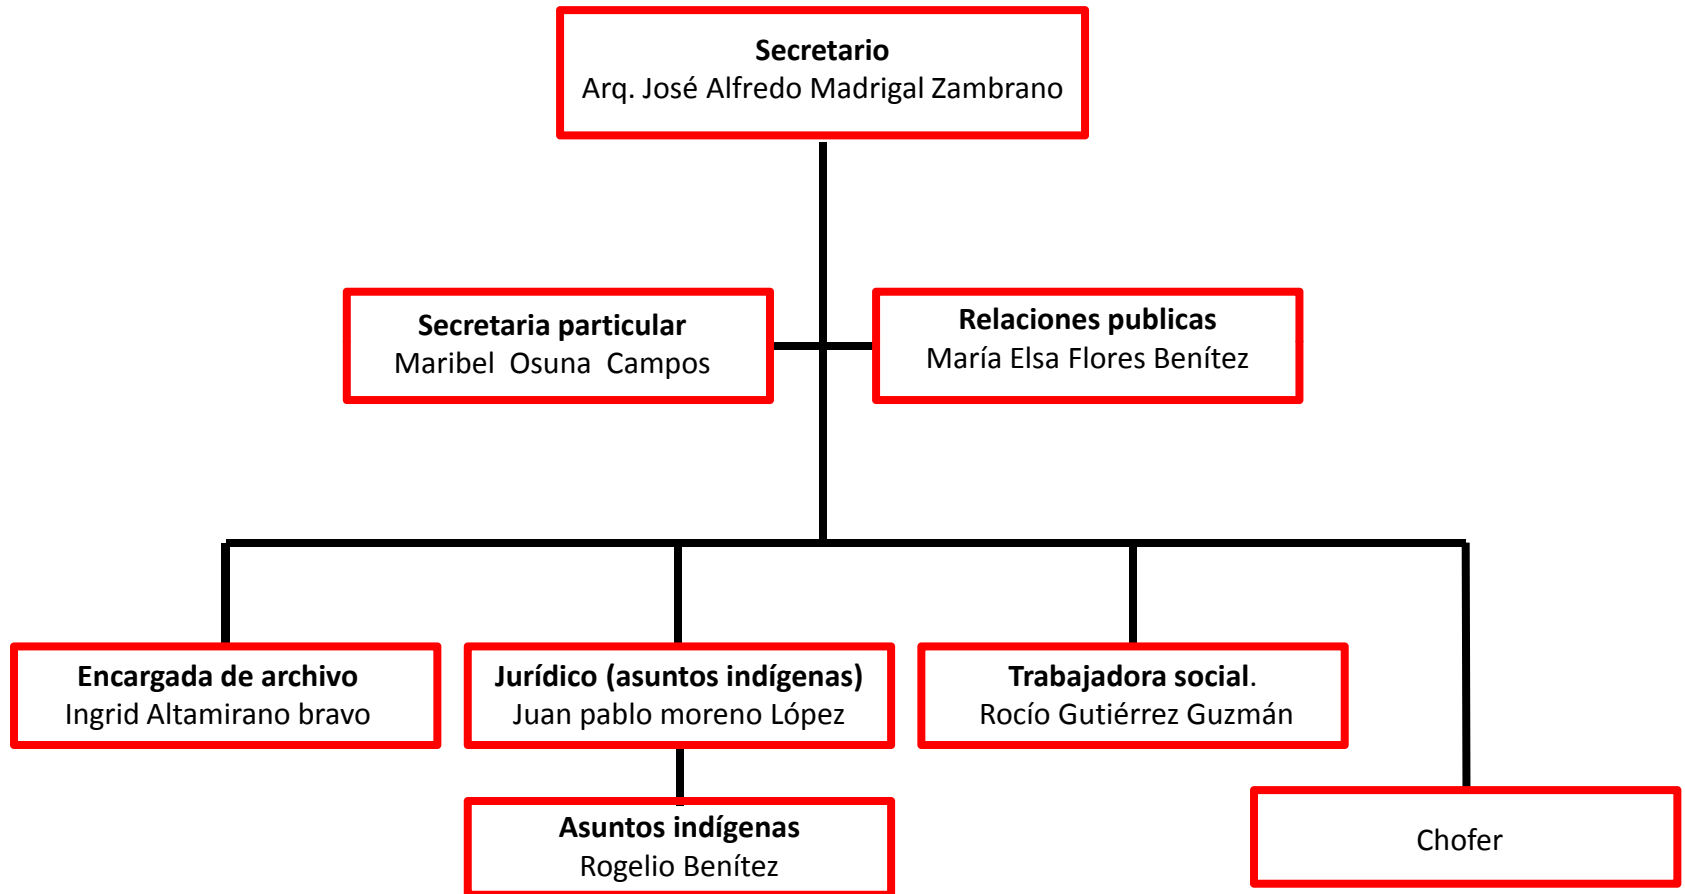 Secretario
Arq. José Alfredo Madrigal Zambrano
Secretaria particular
Maribel  Osuna  Campos
Relaciones publicas
María Elsa Flores Benítez
Encargada de archivo
Ingrid Altamirano bravo
Jurídico (asuntos indígenas)
Juan pablo moreno López
Trabajadora social.
Rocío Gutiérrez Guzmán
Asuntos indígenas
Rogelio Benítez
Chofer